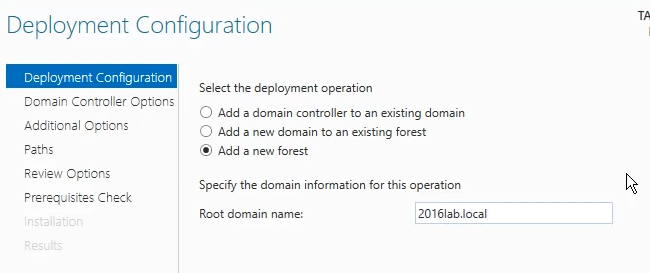 Deployment Configuration
TA
Deployment Configuration
Domain Controller Options
Additional Options
Paths
Review Options
Prerequisites Check
Installation
Results
Select the deployment operation
Add a domain controller to an existing domain
Add a new domain to an existing forest
Add a new forest
Specify the domain information for this operation
Root domain name: 2016lab.local